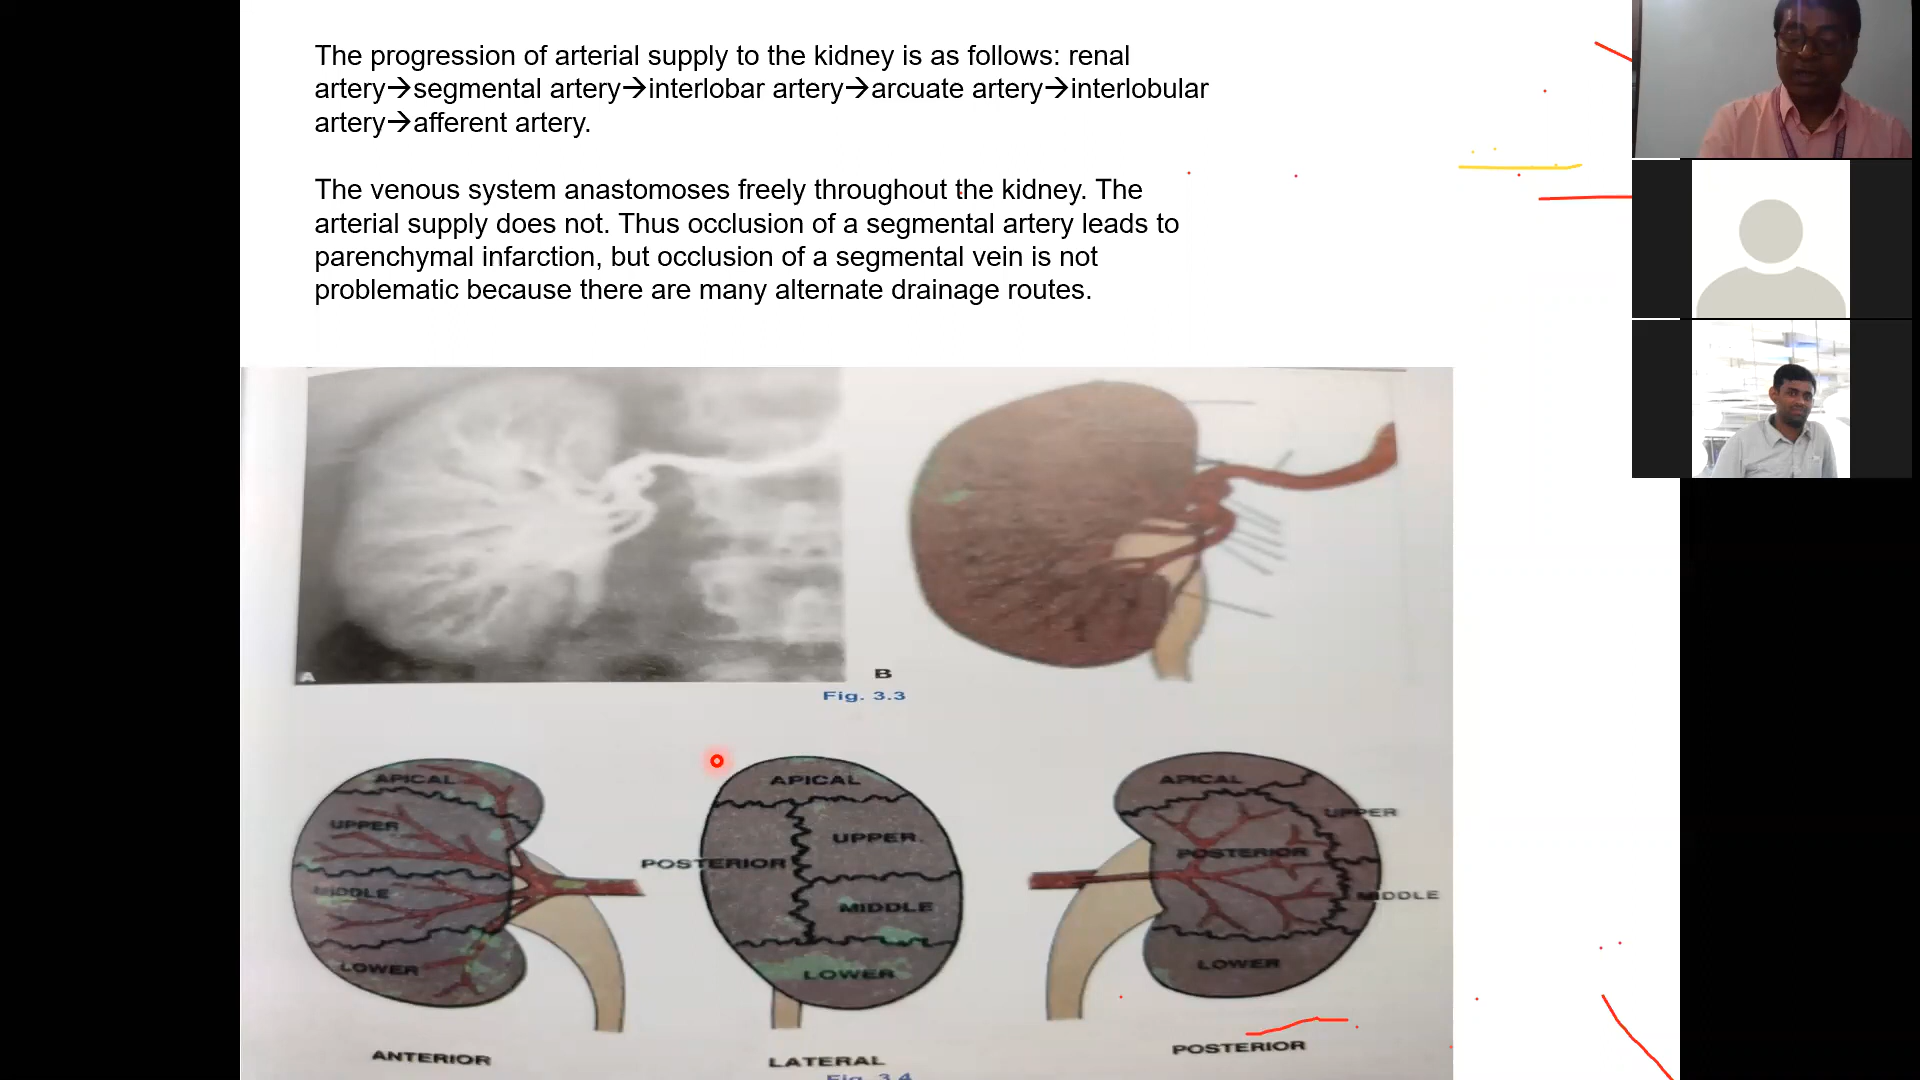 The progression of arterial supply to the kidney is as follows: renal
artery→segmental artery→interlobar artery→arcuate artery→interlobular
artery→afferent artery.
The venous system anastomoses freely throughout the kidney. The
arterial supply does not. Thus occlusion of a segmental artery leads to
parenchymal infarction, but occlusion of a segmental vein is not
problematic because there are many alternate drainage routes.
A
B
Fig. 3.3
APICAL
UPPER
MIDDLE
LOWER
ANTERIOR
APICAL
UPPER
POSTERIOR
MIDDLE
LOWER
LATERAL
APICAL
UPPER
POSTERIOR
MIDDLE
LOWER
POSTERIOR
Fig. 3.4